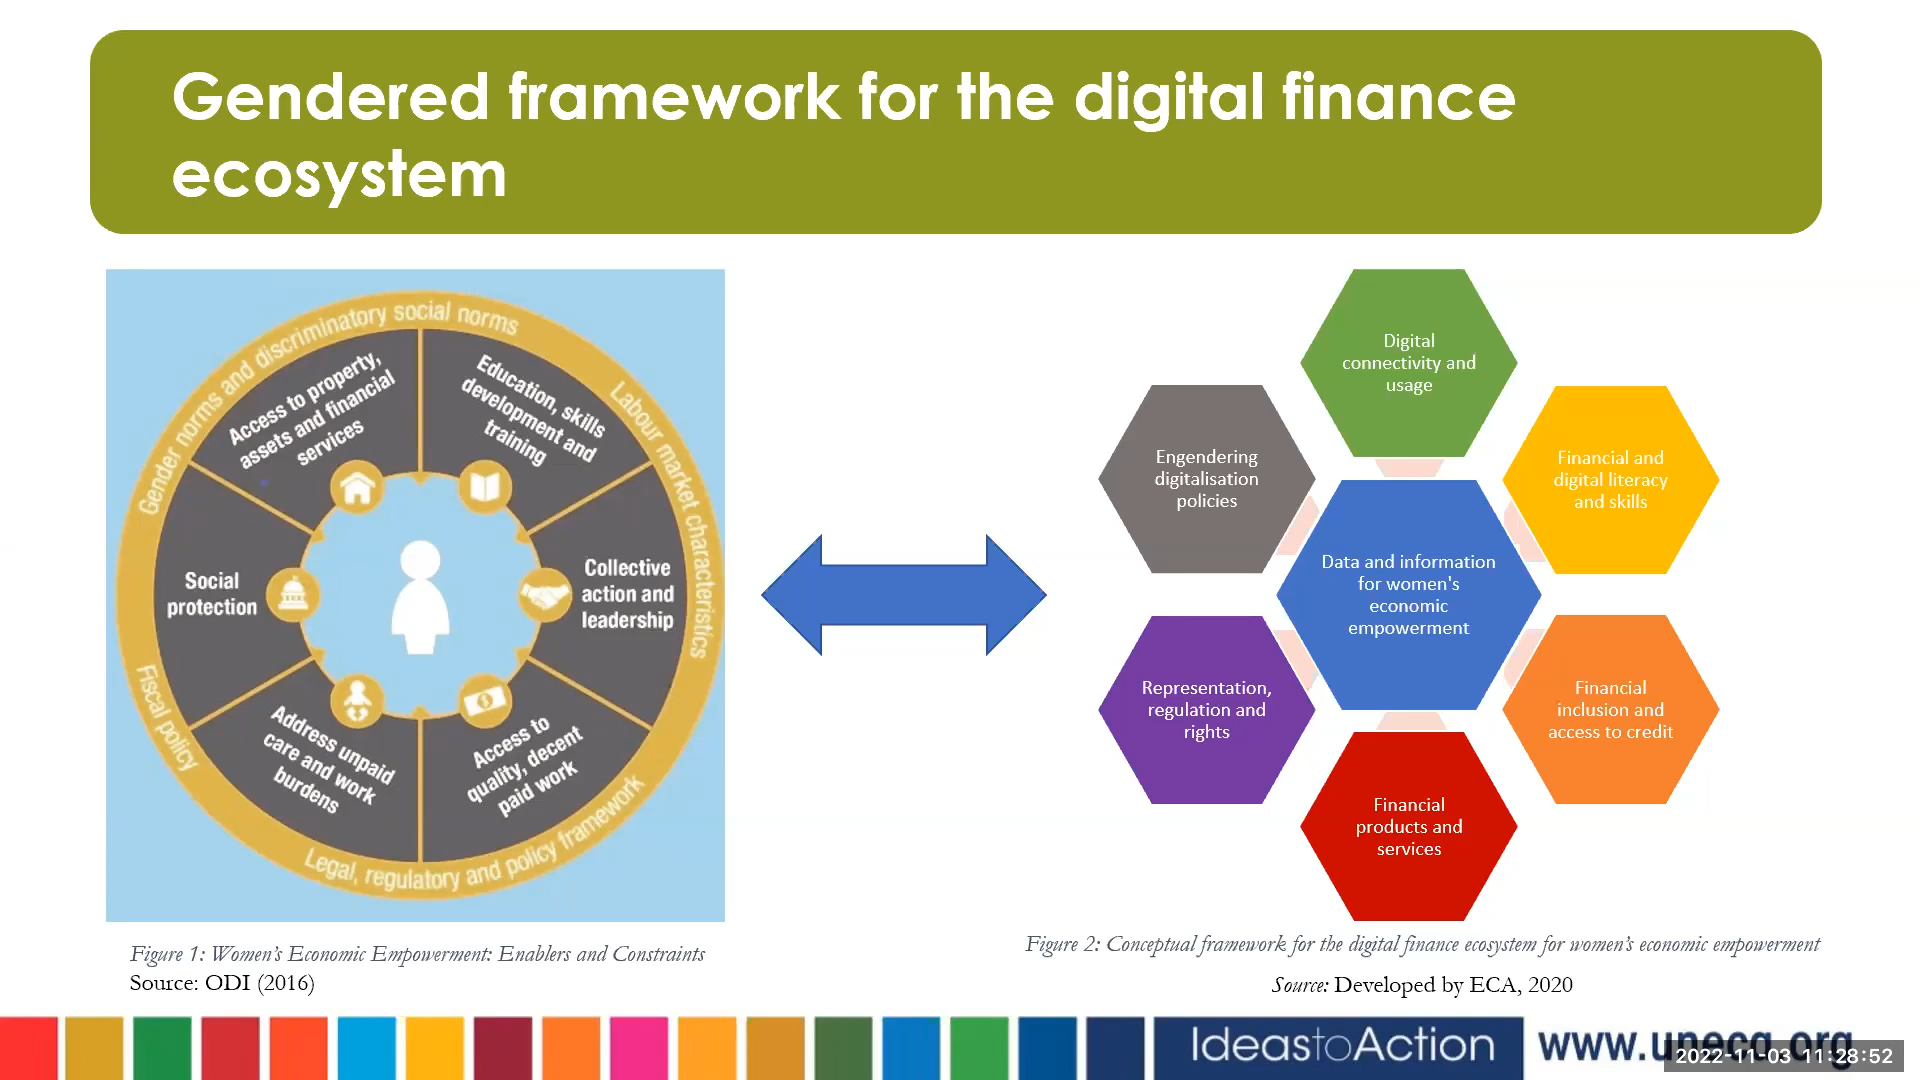 Gendered framework for the digital finance
ecosystem
Gender norms and discriminatory social norms
Labour market characteristics
Legal, regulatory and policy framework
Fiscal policy
Access to property,
assets and financial
services
Education, skills
development and
training
Collective
action and
leadership
Access to
quality, decent
paid work
Address unpaid
care and work
burdens
Social
protection
Figure 1: Women's Economic Empowerment: Enablers and Constraints
Source: ODI (2016)
Digital
connectivity and
usage
Financial and
digital literacy
and skills
Financial
inclusion and
access to credit
Financial
products and
services
Representation,
regulation and
rights
Engendering
digitalisation
policies
Data and information
for women's
economic
empowerment
Figure 2: Conceptual framework for the digital finance ecosystem for women's economic empowerment
Source: Developed by ECA, 2020
IdeastoAction
www.uneca.org
2022-11-03 11:28:52